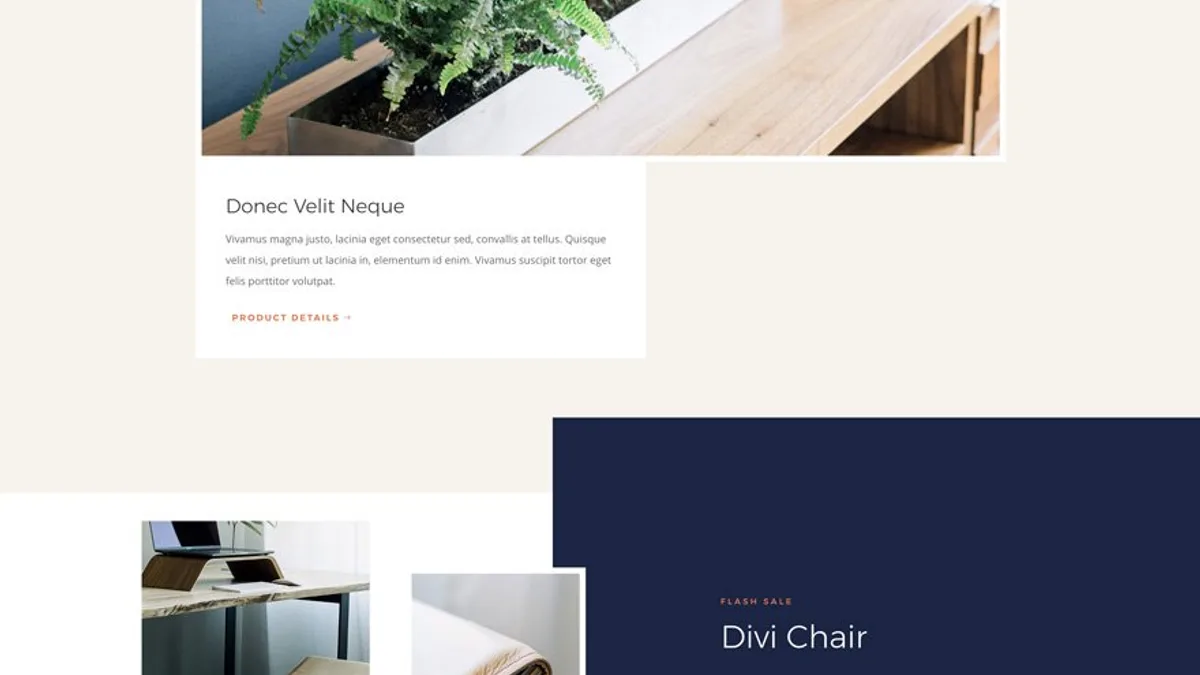 Donec Velit Neque
Vivamus magna justo, lacinia eget consectetur sed, convallis at tellus. Quisque
velit nisi, pretium ut lacinia in, elementum id enim. Vivamus suscipit tortor eget
felis porttitor volutpat.
PRODUCT DETAILS →
FLASH SALE
Divi Chair